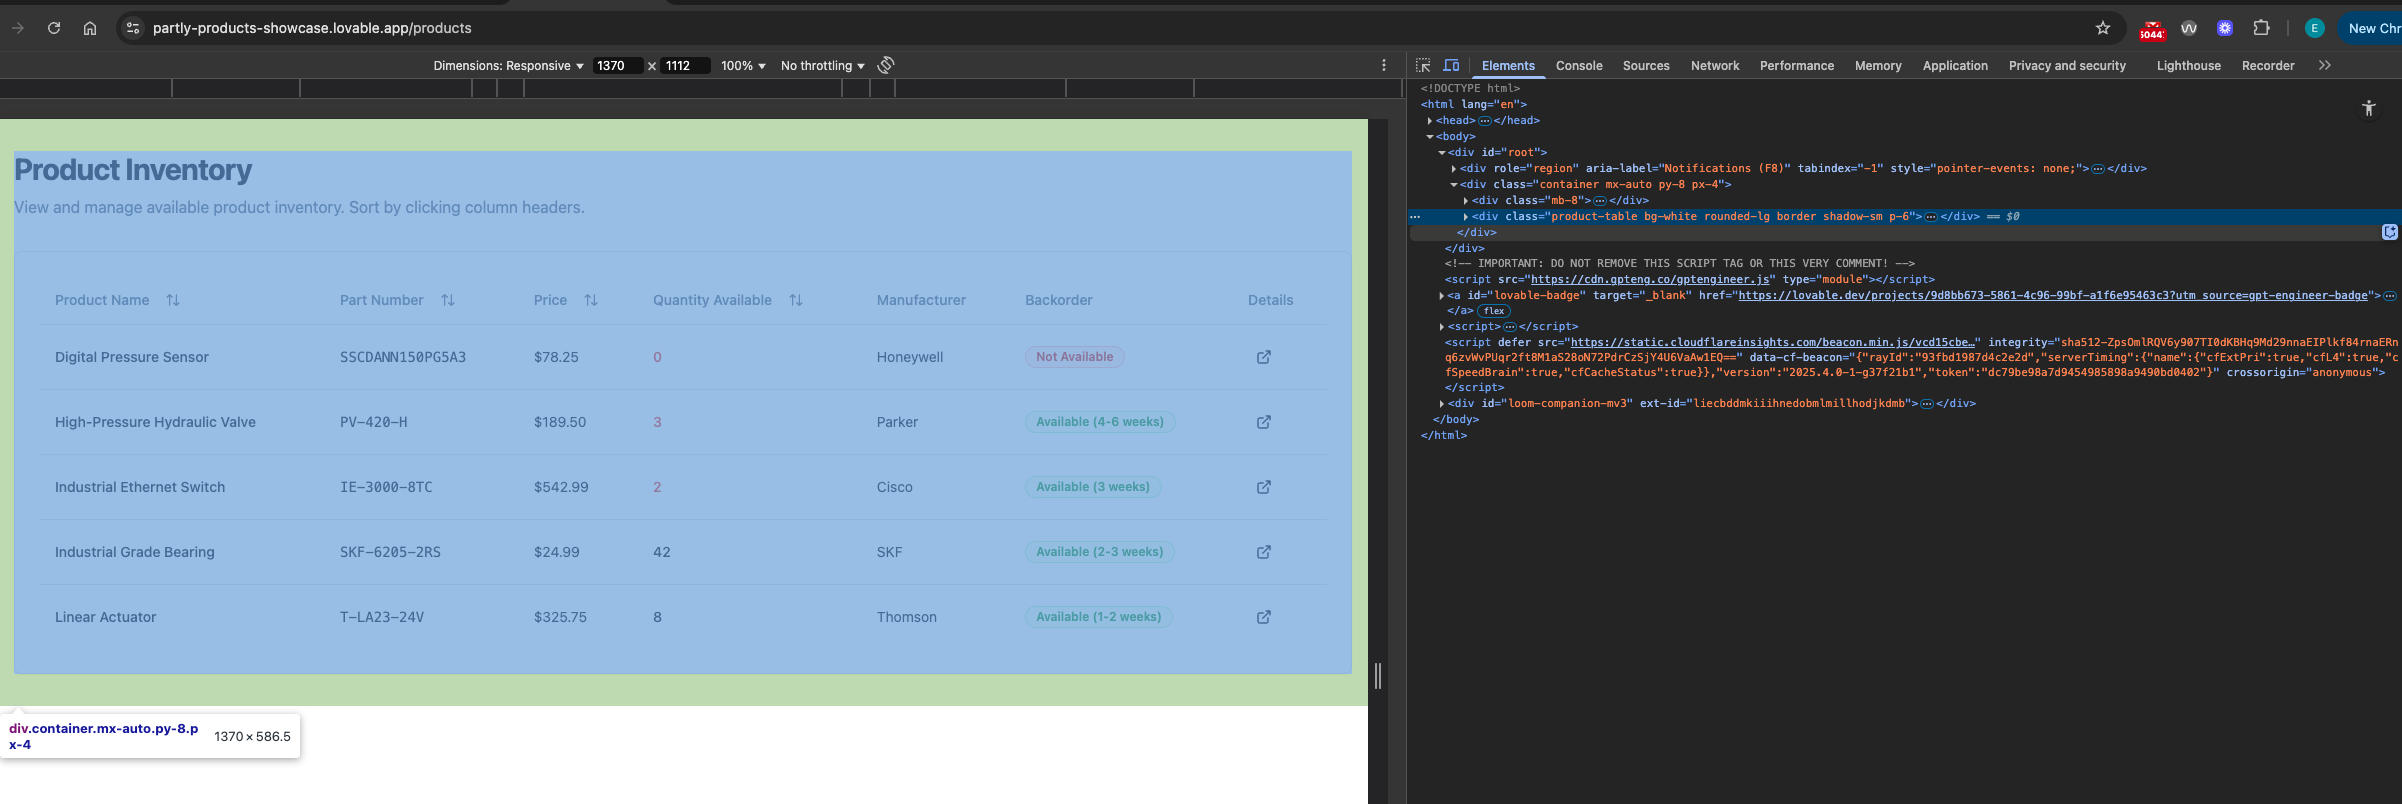 partly-products-showcase.lovable.app/products
5044
E
New Chr
Dimensions: Responsive 1370 × 1112 100% No throttling
Elements Console Sources Network Performance Memory Application Privacy and security Lighthouse Recorder
Product Inventory
View and manage available product inventory. Sort by clicking column headers.
Product Name Part Number Price Quantity Available Manufacturer Backorder Details
Digital Pressure Sensor SSCDANN150PG5A3 $78.25 0 Honeywell Not Available
High-Pressure Hydraulic Valve PV-420-H $189.50 3 Parker Available (4-6 weeks)
Industrial Ethernet Switch IE-3000-8TC $542.99 2 Cisco Available (3 weeks)
Industrial Grade Bearing SKF-6205-2RS $24.99 42 SKF Available (2-3 weeks)
Linear Actuator T-LA23-24V $325.75 8 Thomson Available (1-2 weeks)
div.container.mx-auto.py-8.p
x-4
1370 × 586.5
<!DOCTYPE html>
<html lang="en">
<head>…</head>
<body>
<div id="root">
<div role="region" aria-label="Notifications (F8)" tabindex="-1" style="pointer-events: none;">…</div>
<div class="container mx-auto py-8 px-4">
<div class="mb-8">…</div>
<div class="product-table bg-white rounded-lg border shadow-sm p-6">…</div> == $0
</div>
</div>
<!-- IMPORTANT: DO NOT REMOVE THIS SCRIPT TAG OR THIS VERY COMMENT! -->
<script src="https://cdn.gpteng.co/gptengineer.js" type="module"></script>
<a id="lovable-badge" target="_blank" href="https://lovable.dev/projects/9d8bb673-5861-4c96-99bf-a1f6e95463c3?utm_source=gpt-engineer-badge">…
</a> flex
<script>…</script>
<script defer src="https://static.cloudflareinsights.com/beacon.min.js/vcd15cbe…" integrity="sha512-ZpsOmlRQV6y907TI0dKBHq9Md29nnaEIPlkf84rnaERn
q6zvWvPUqr2ft8M1aS28oN72PdrCzSjY4U6VaAw1EQ==" data-cf-beacon="{"rayId":"93fbd1987d4c2e2d","serverTiming":{"name":{"cfExtPri":true,"cfL4":true,"c
fSpeedBrain":true,"cfCacheStatus":true}},"version":"2025.4.0-1-g37f21b1","token":"dc79be98a7d9454985898a9490bd0402"}" crossorigin="anonymous">
</script>
<div id="loom-companion-mv3" ext-id="liecbddmkiiihnedobmlmillhodjkdmb">…</div>
</body>
</html>